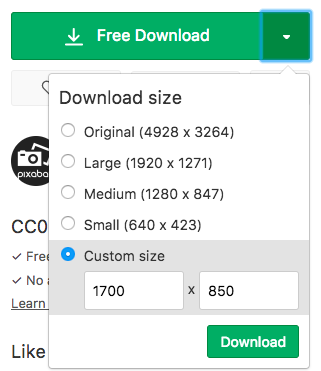 Free Download
Download size
Original (4928 x 3264)
Large (1920 x 1271)
Medium (1280 x 847)
Small (640 x 423)
Custom size
1700 x 850
Download
pixaba
CC0
✓ Free
✓ No a
Learn
Like